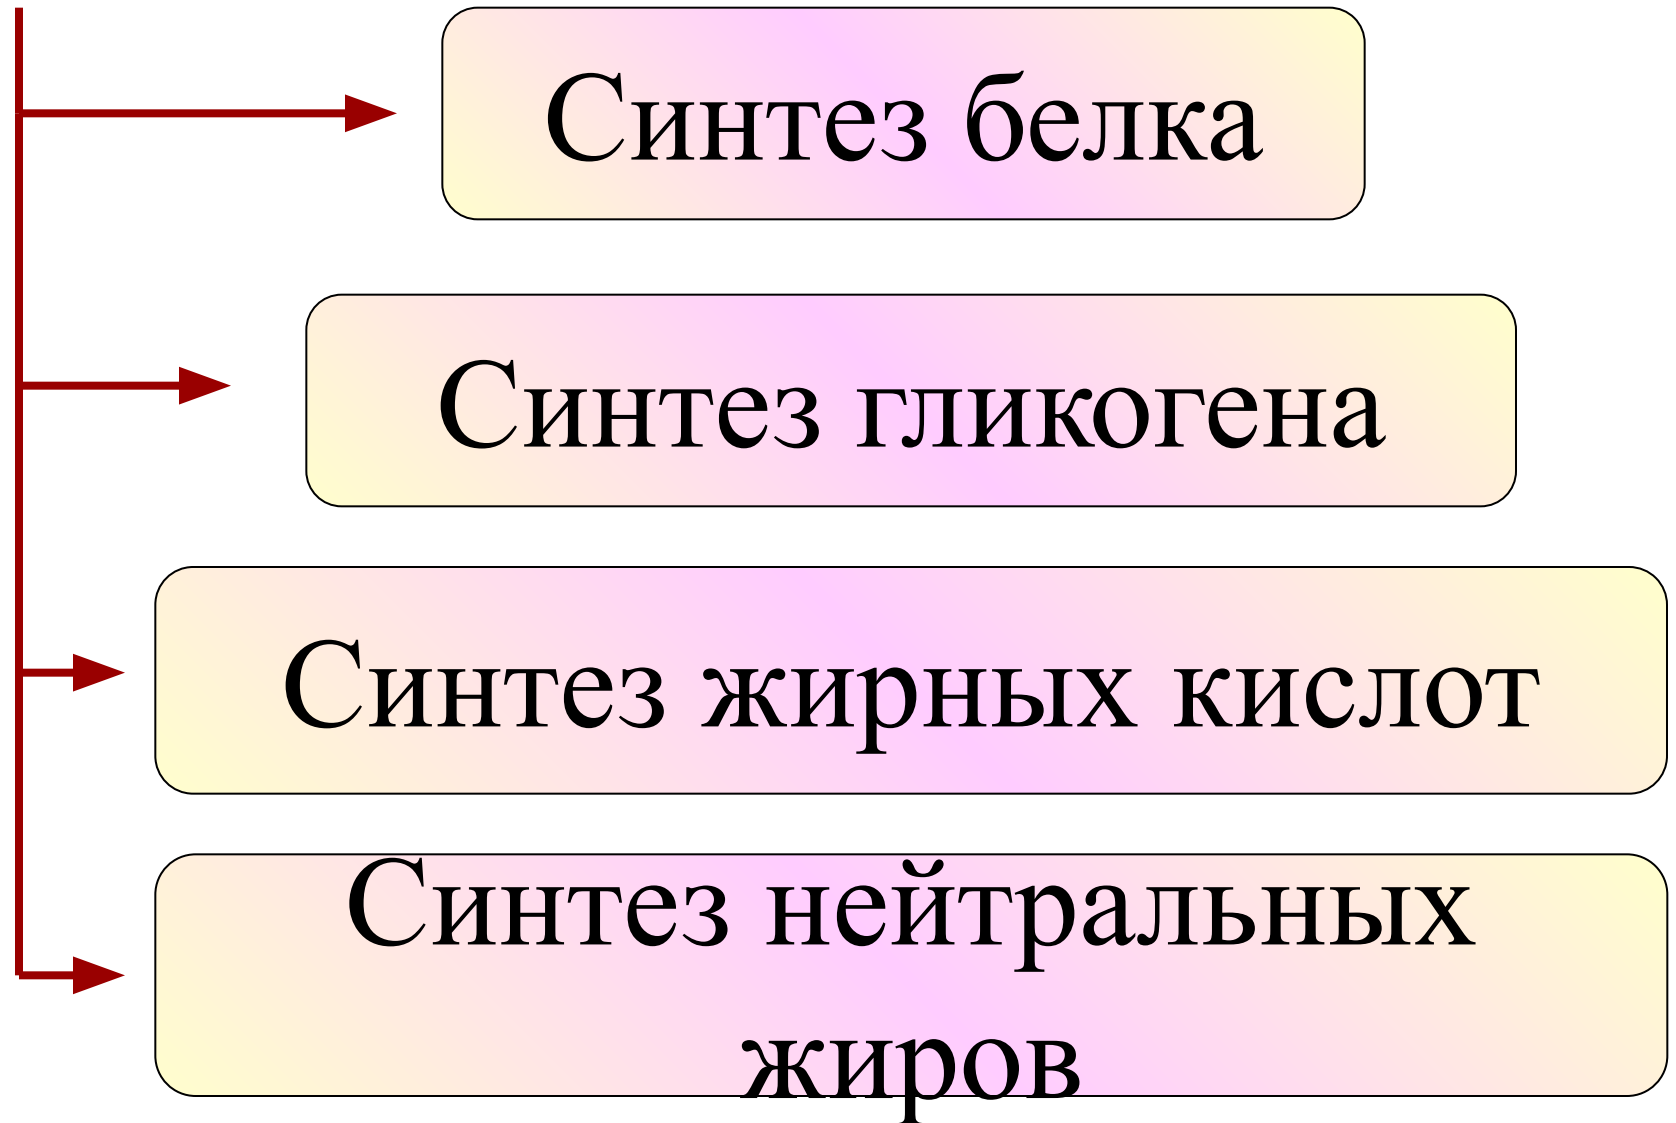 Синтез белка
Синтез гликогена
Синтез жирных кислот
Синтез нейтральных
жиров